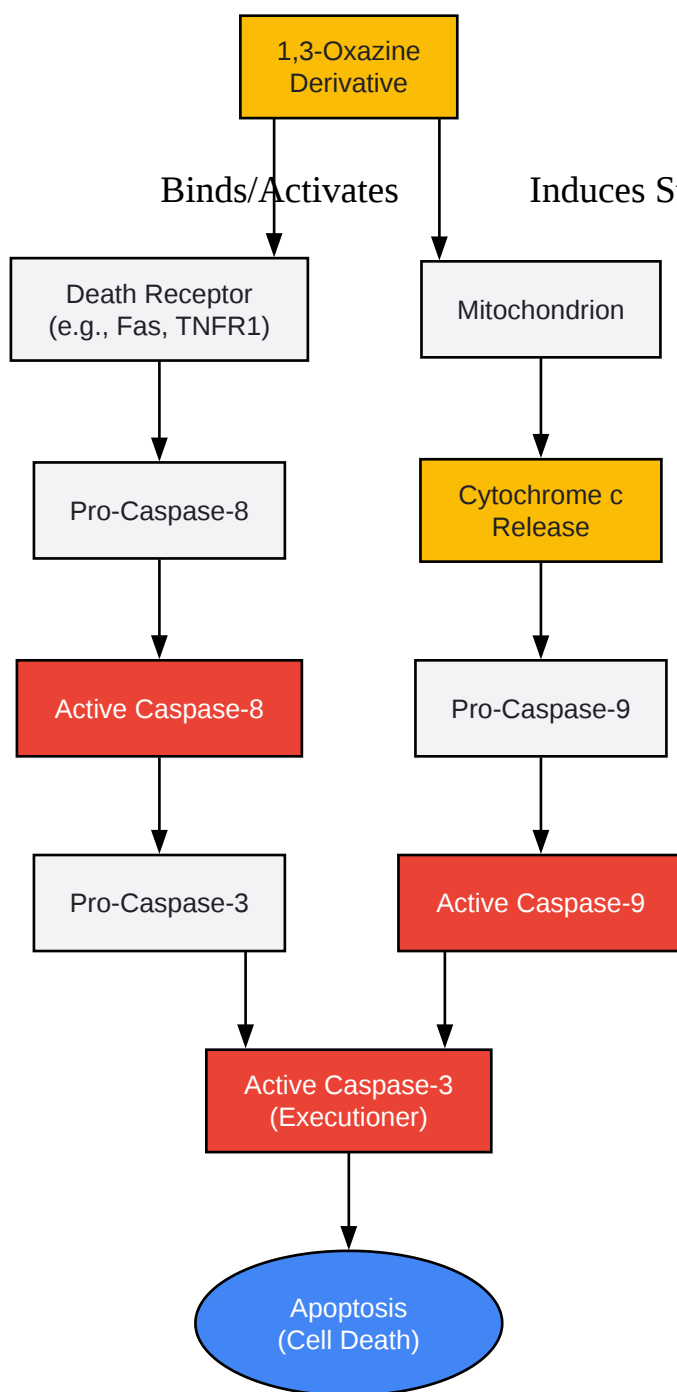 1,3-Oxazine
Derivative
Binds/Activates
Induces
Death Receptor
(e.g., Fas, TNFR1)
Mitochondrion
Pro-Caspase-8
Cytochrome c
Release
Active Caspase-8
Pro-Caspase-9
Pro-Caspase-3
Active Caspase-9
Active Caspase-3
(Executioner)
Apoptosis
(Cell Death)